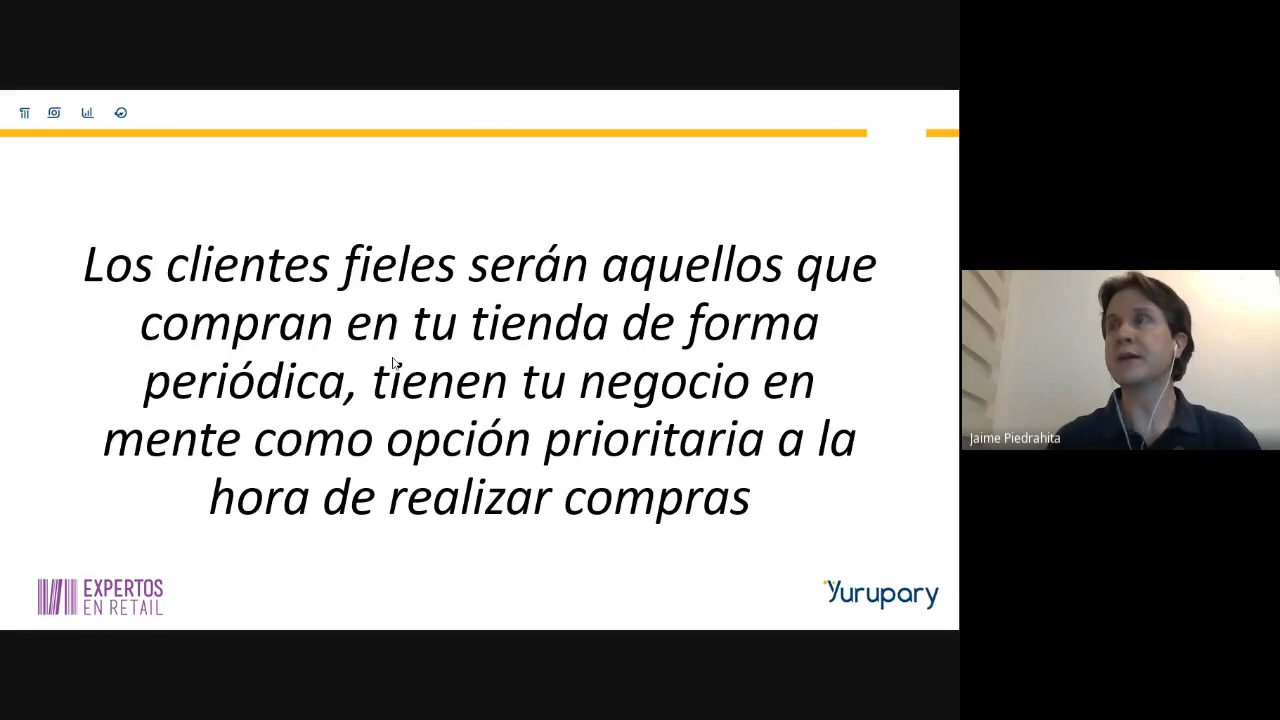 Los clientes fieles serán aquellos que
compran en tu tienda de forma
periódica, tienen tu negocio en
mente como opción prioritaria a la
hora de realizar compras
EXPERTOS
EN RETAIL
Yurupary
Jaime Piedrahita